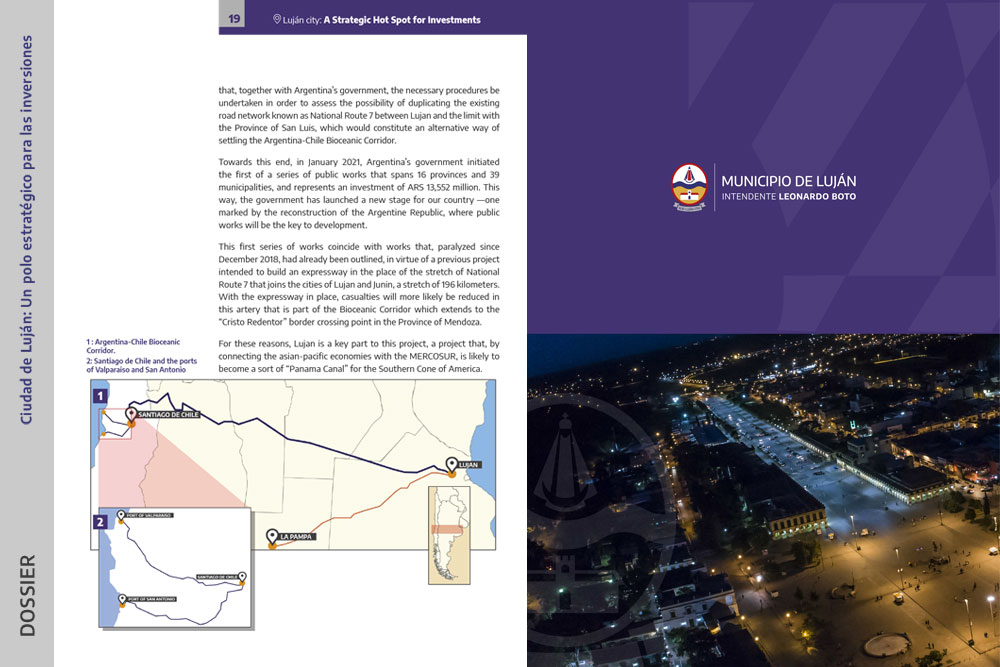 Ciudad de Luján: Un polo estratégico para las inversiones
DOSSIER
19
Luján city: A Strategic Hot Spot for Investments
that, together with Argentina's government, the necessary procedures be
undertaken in order to assess the possibility of duplicating the existing
road network known as National Route 7 between Lujan and the limit with
the Province of San Luis, which would constitute an alternative way of
settling the Argentina-Chile Bioceanic Corridor.
Towards this end, in January 2021, Argentina's government initiated
the first of a series of public works that spans 16 provinces and 39
municipalities, and represents an investment of ARS 13,552 million. This
way, the government has launched a new stage for our country —one
marked by the reconstruction of the Argentine Republic, where public
works will be the key to development.
This first series of works coincide with works that, paralyzed since
December 2018, had already been outlined, in virtue of a previous project
intended to build an expressway in the place of the stretch of National
Route 7 that joins the cities of Lujan and Junin, a stretch of 196 kilometers.
With the expressway in place, casualties will more likely be reduced in
this artery that is part of the Bioceanic Corridor which extends to the
“Cristo Redentor” border crossing point in the Province of Mendoza.
For these reasons, Lujan is a key part to this project, a project that, by
connecting the asian-pacific economies with the MERCOSUR, is likely to
become a sort of “Panama Canal” for the Southern Cone of America.
1 : Argentina-Chile Bioceanic
Corridor.
2: Santiago de Chile and the ports
of Valparaiso and San Antonio
1
SANTIAGO DE CHILE
LUJAN
LA PAMPA
2
PORT OF VALPARAISO
SANTIAGO DE CHILE
PORT OF SAN ANTONIO
MUNICIPIO DE LUJÁN
INTENDENTE LEONARDO BOTO